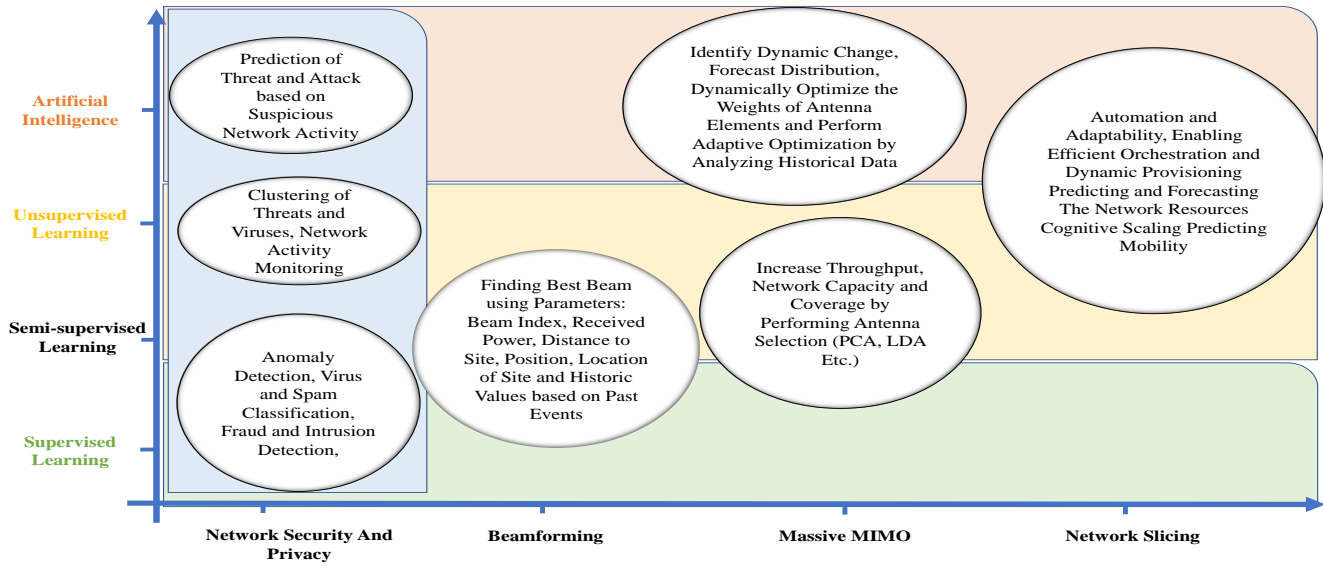 Artificial
Intelligence
Unsupervised
Learning
Semi-supervised
Learning
Supervised
Learning
Prediction of
Threat and Attack
based on
Suspicious
Network Activity
Clustering of
Threats and
Viruses, Network
Activity
Monitoring
Anomaly
Detection, Virus
and Spam
Classification,
Fraud and Intrusion
Detection,
Finding Best Beam
using Parameters:
Beam Index, Received
Power, Distance to
Site, Position, Location
of Site and Historic
Values based on Past
Events
Identify Dynamic Change,
Forecast Distribution,
Dynamically Optimize the
Weights of Antenna
Elements and Perform
Adaptive Optimization by
Analyzing Historical Data
Increase Throughput,
Network Capacity and
Coverage by
Performing Antenna
Selection (PCA, LDA
Etc.)
Automation and
Adaptability, Enabling
Efficient Orchestration and
Dynamic Provisioning
Predicting and Forecasting
The Network Resources
Cognitive Scaling Predicting
Mobility
Network Security And
Privacy
Beamforming
Massive MIMO
Network Slicing